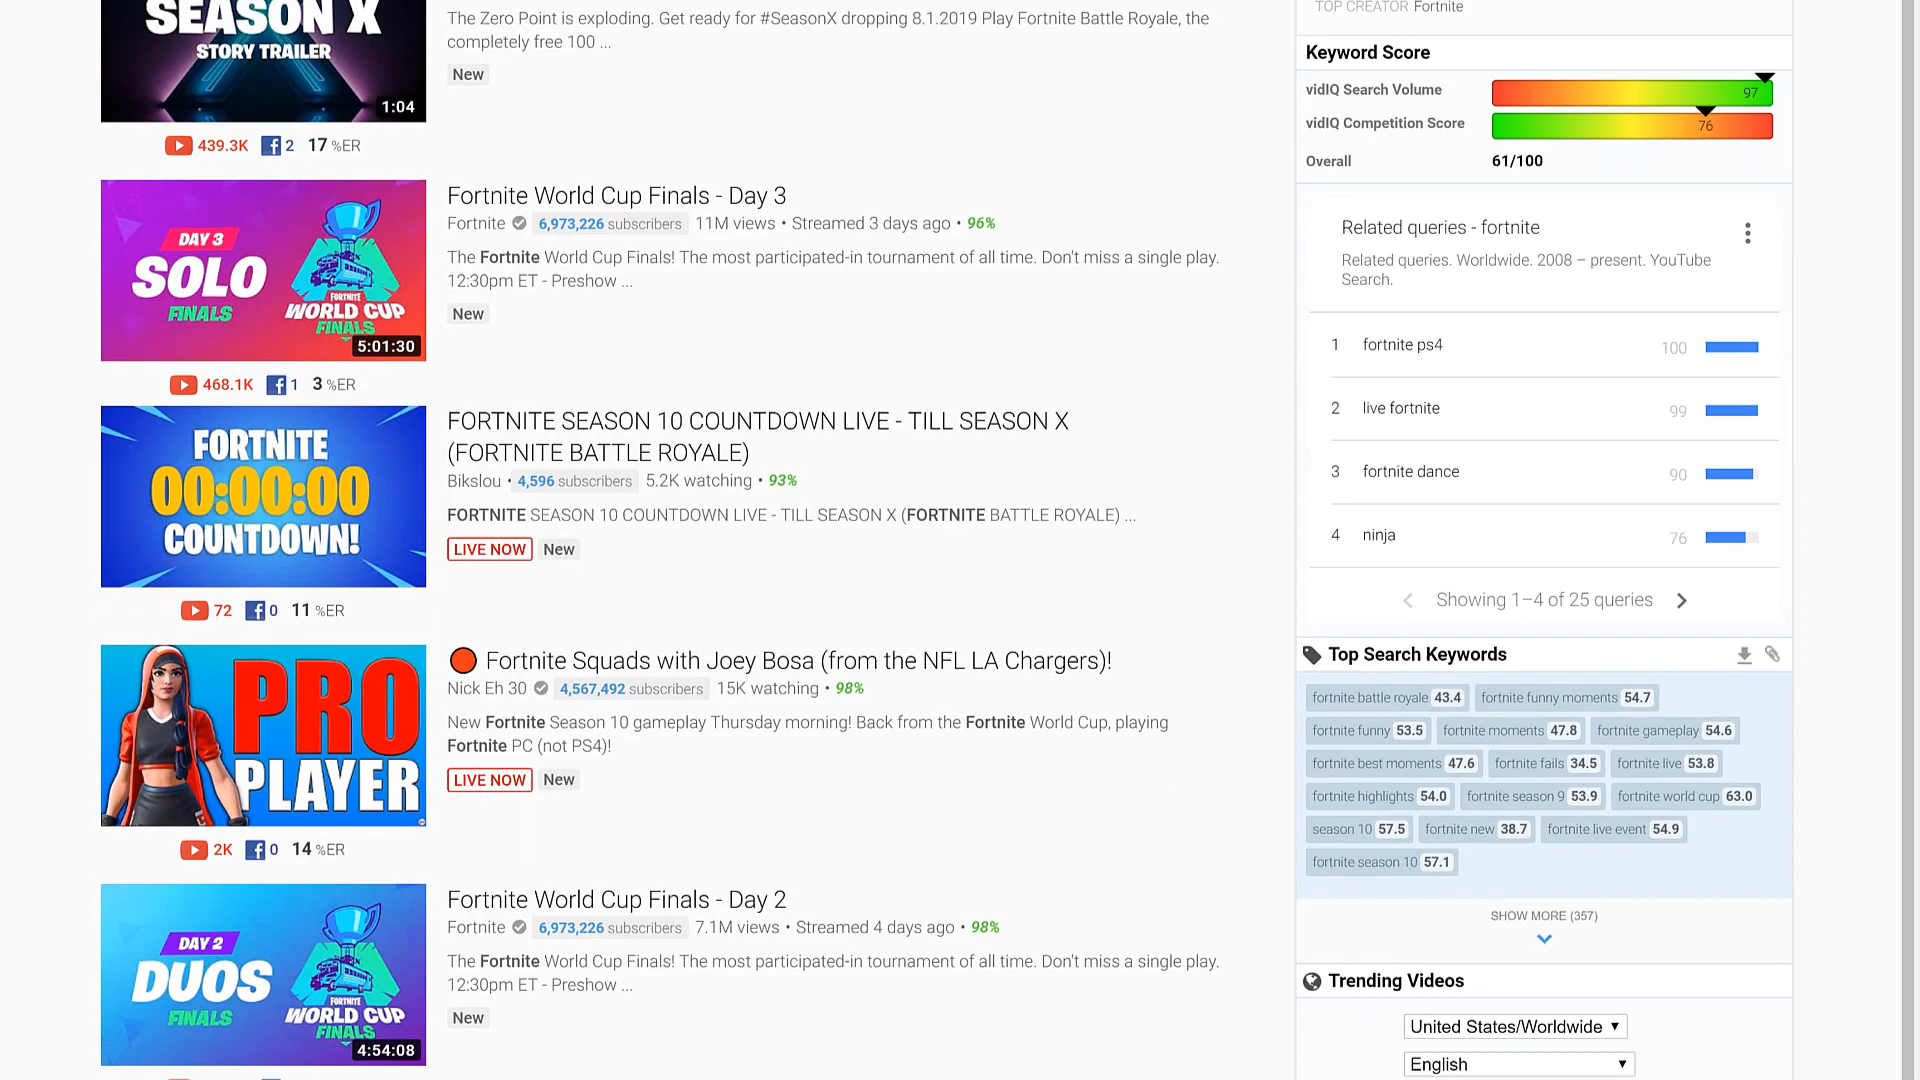 SEASON X
STORY TRAILER
1:04
The Zero Point is exploding. Get ready for #SeasonX dropping 8.1.2019 Play Fortnite Battle Royale, the
completely free 100 ...
New
439.3K 2 17 %ER
DAY 3
SOLO
FINALS
FORTNITE
WORLD CUP
FINALS
5:01:30
Fortnite World Cup Finals - Day 3
Fortnite 6,973,226 subscribers 11M views • Streamed 3 days ago • 96%
The Fortnite World Cup Finals! The most participated-in tournament of all time. Don't miss a single play.
12:30pm ET - Preshow ...
New
468.1K 1 3 %ER
FORTNITE
00:00:00
COUNTDOWN!
FORTNITE SEASON 10 COUNTDOWN LIVE - TILL SEASON X
(FORTNITE BATTLE ROYALE)
Bikslou • 4,596 subscribers 5.2K watching • 93%
FORTNITE SEASON 10 COUNTDOWN LIVE - TILL SEASON X (FORTNITE BATTLE ROYALE) ...
LIVE NOW New
72 0 11 %ER
PRO
PLAYER
Fortnite Squads with Joey Bosa (from the NFL LA Chargers)!
Nick Eh 30 4,567,492 subscribers 15K watching • 98%
New Fortnite Season 10 gameplay Thursday morning! Back from the Fortnite World Cup, playing
Fortnite PC (not PS4)!
LIVE NOW New
2K 0 14 %ER
DAY 2
DUOS
FINALS
FORTNITE
WORLD CUP
FINALS
4:54:08
Fortnite World Cup Finals - Day 2
Fortnite 6,973,226 subscribers 7.1M views • Streamed 4 days ago • 98%
The Fortnite World Cup Finals! The most participated-in tournament of all time. Don't miss a single play.
12:30pm ET - Preshow ...
New
TOP CREATOR Fortnite
Keyword Score
vidIQ Search Volume 97
vidIQ Competition Score 76
Overall 61/100
Related queries - fortnite
Related queries. Worldwide. 2008 – present. YouTube
Search.
1 fortnite ps4 100
2 live fortnite 99
3 fortnite dance 90
4 ninja 76
Showing 1–4 of 25 queries
Top Search Keywords
fortnite battle royale 43.4 fortnite funny moments 54.7
fortnite funny 53.5 fortnite moments 47.8 fortnite gameplay 54.6
fortnite best moments 47.6 fortnite fails 34.5 fortnite live 53.8
fortnite highlights 54.0 fortnite season 9 53.9 fortnite world cup 63.0
season 10 57.5 fortnite new 38.7 fortnite live event 54.9
fortnite season 10 57.1
SHOW MORE (357)
Trending Videos
United States/Worldwide
English